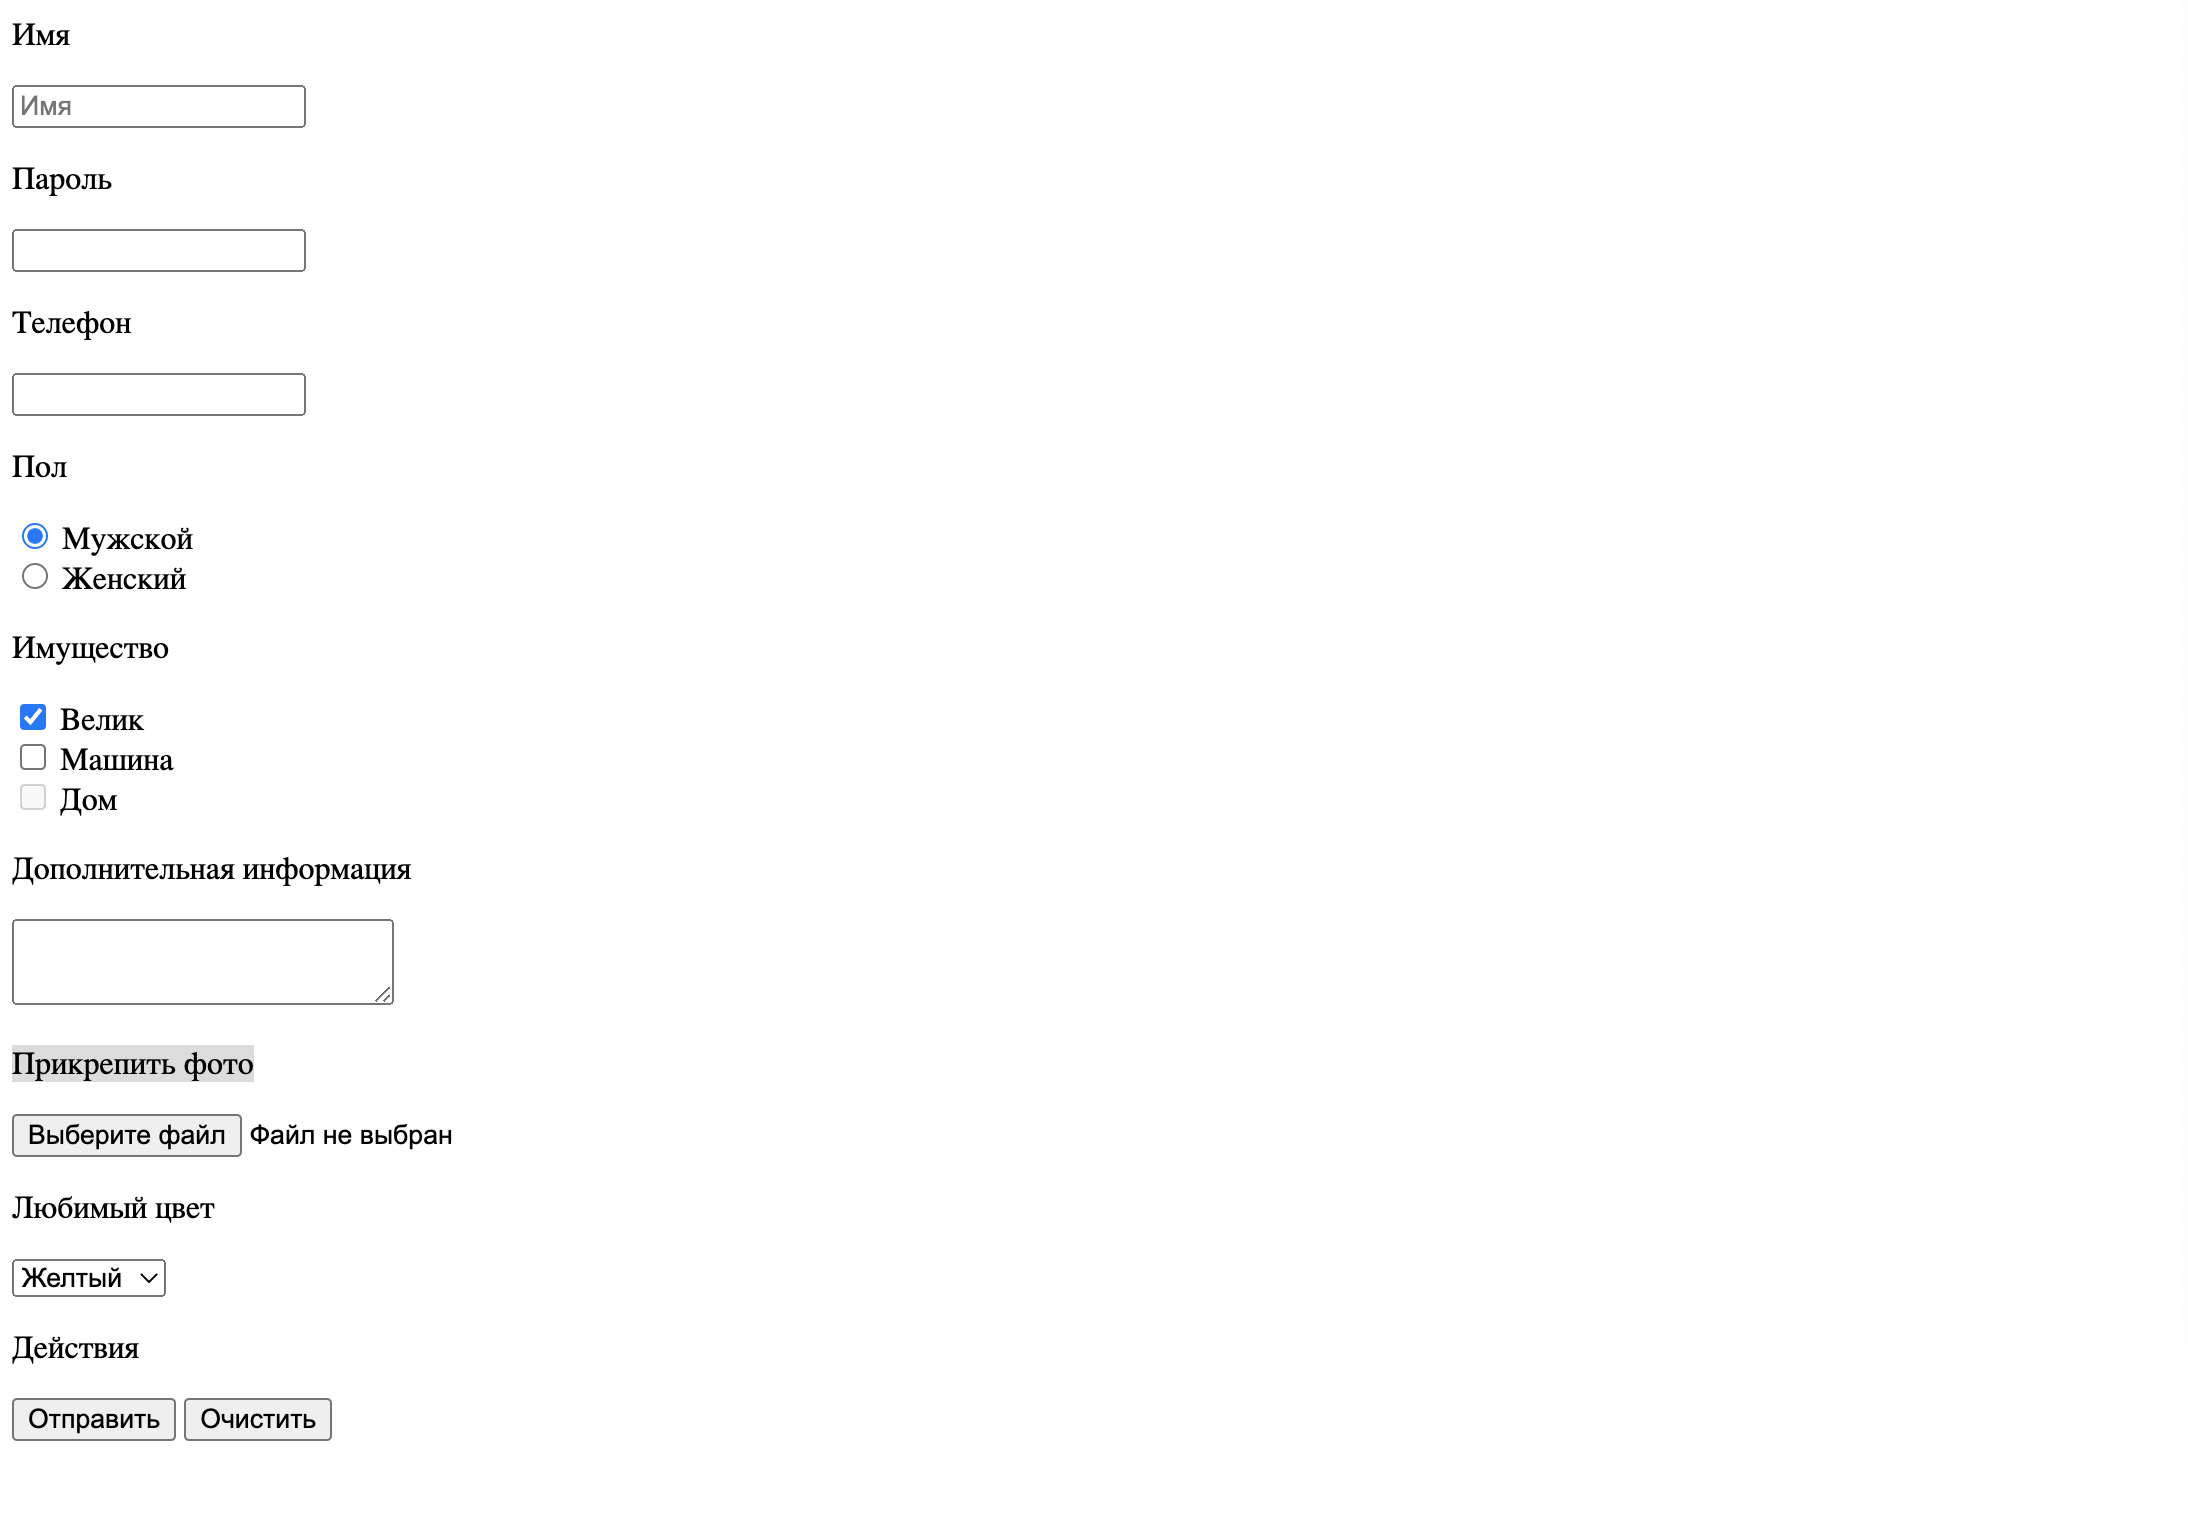 Имя
Имя
Пароль
Телефон
Пол
Мужской
Женский
Имущество
Велик
Машина
Дом
Дополнительная информация
Прикрепить фото
Выберите файл Файл не выбран
Любимый цвет
Желтый
Действия
Отправить Очистить